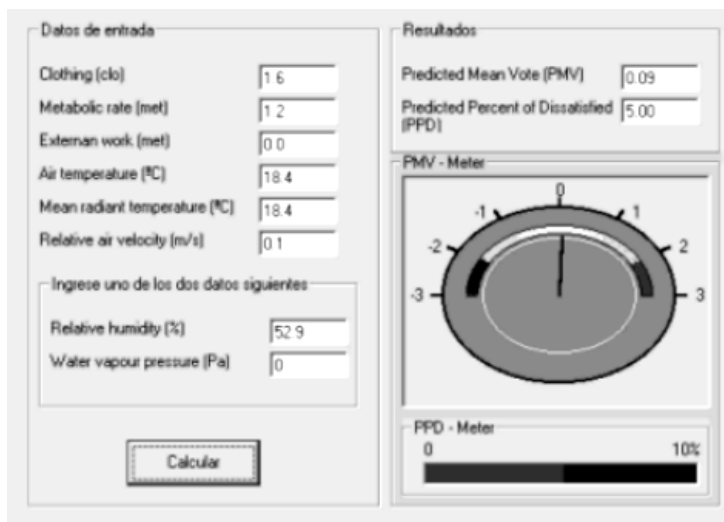 Datos de entrada
Clothing (clo) 1.6
Metabolic rate (met) 1.2
Externan work (met) 0.0
Air temperature (ºC) 18.4
Mean radiant temperature (ºC) 18.4
Relative air velocity (m/s) 0.1
Ingrese uno de los dos datos siguientes
Relative humidity (%) 52.9
Water vapour pressure (Pa) 0
Calcular
Resultados
Predicted Mean Vote (PMV) 0.09
Predicted Percent of Dissatisfied 5.00
(PPD)
PMV - Meter
0
-1 1
-2 2
-3 3
PPD - Meter
0 10%